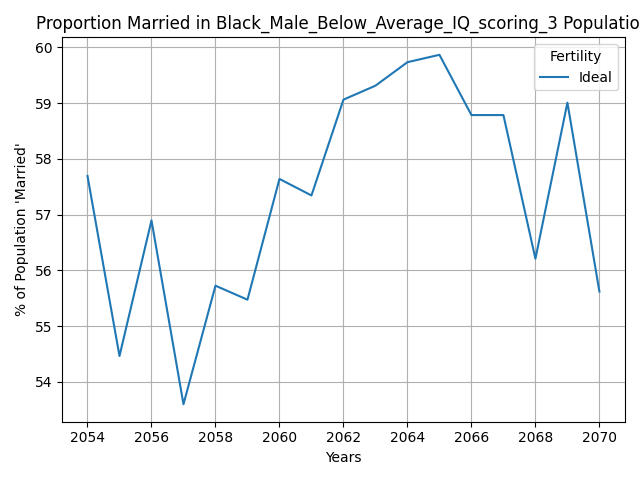 Proportion Married in Black_Male_Below_Average_IQ_scoring_3 Populatio
Fertility
Ideal
% of Population 'Married'
60
59
58
57
56
55
54
2054 2056 2058 2060 2062 2064 2066 2068 2070
Years